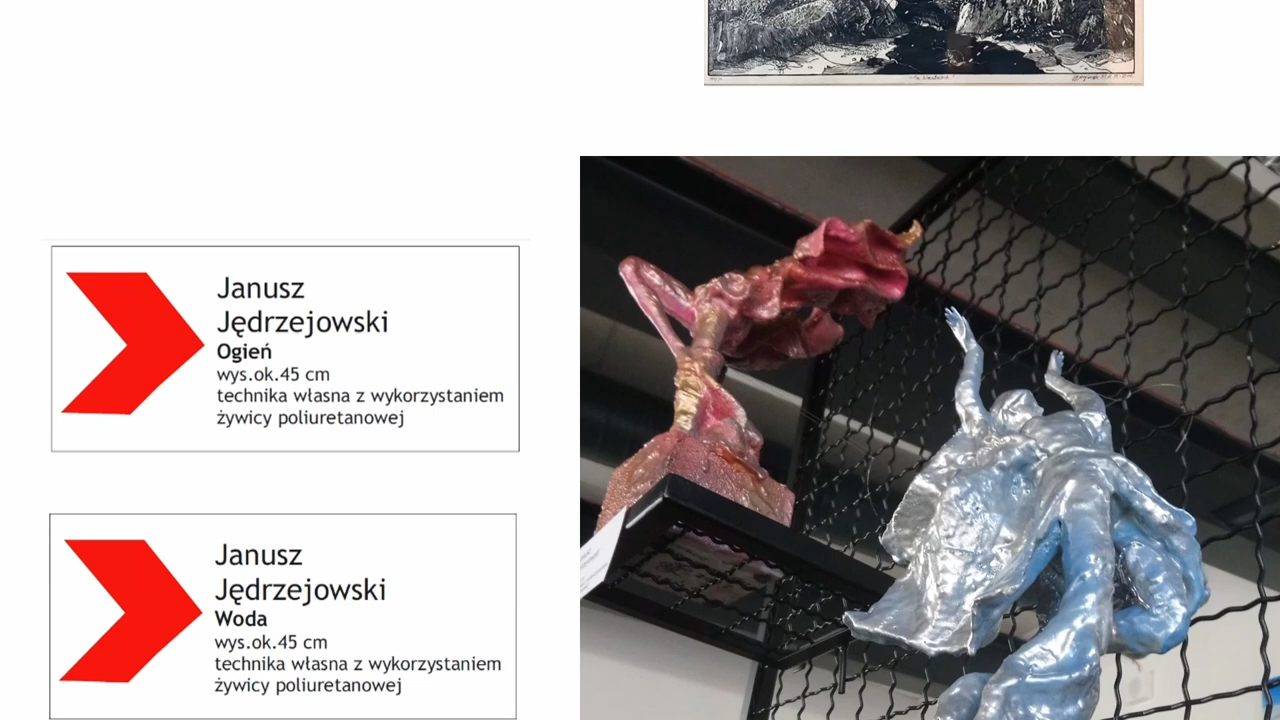 Janusz
Jędrzejowski
Ogień
wys.ok.45 cm
technika własna z wykorzystaniem
żywicy poliuretanowej
Janusz
Jędrzejowski
Woda
wys.ok.45 cm
technika własna z wykorzystaniem
żywicy poliuretanowej